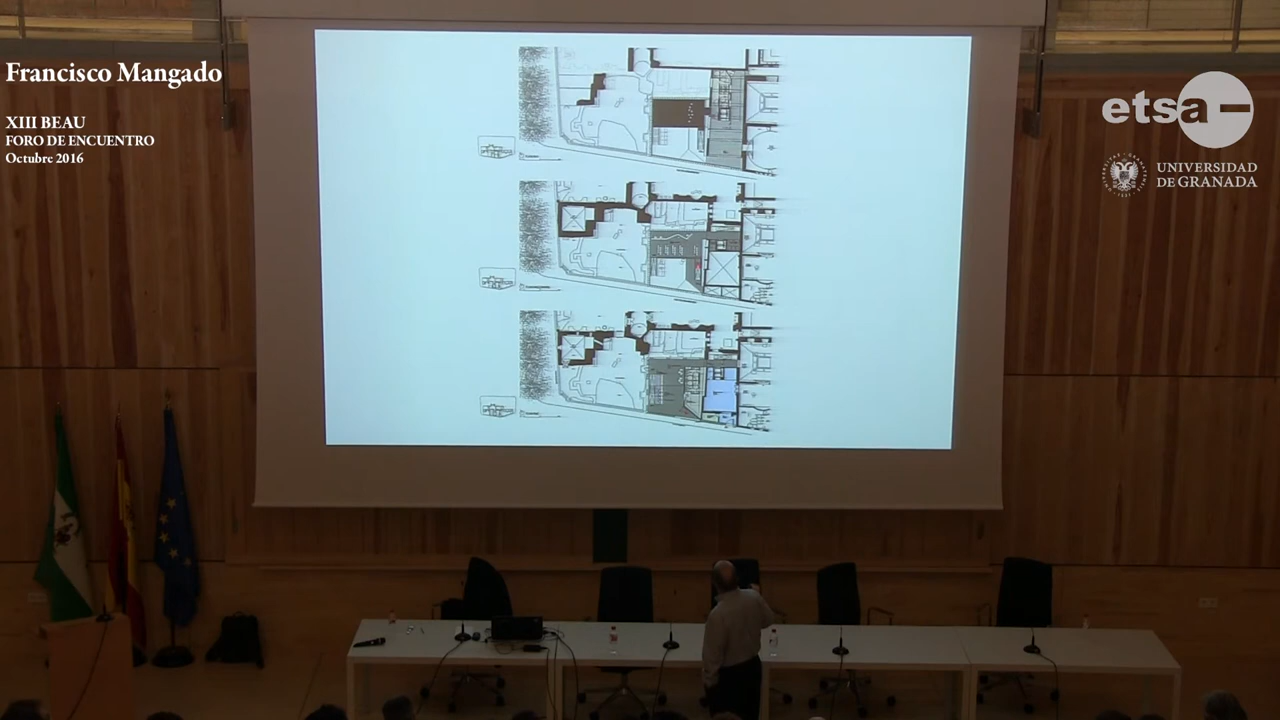 Francisco Mangado
XIII BEAU
FORO DE ENCUENTRO
Octubre 2016
etsa
UNIVERSIDAD
DE GRANADA